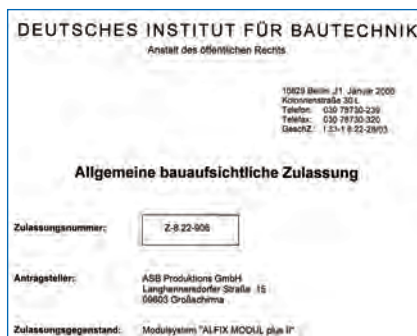 DEUTSCHES INSTITUT FÜR BAUTECHNIK
Anstalt des öffentlichen Rechts
10829 Berlin, 31. Januar
Kolonnenstraße 30 L
Telefon: 030 78730-239
Telefax: 030 78730-320
GeschZ.:
Allgemeine bauaufsichtliche Zulassung
Zulassungsnummer:
Z-8.22-906
Antragsteller:
ASB Produktions GmbH
Langhennersdorfer Straße 15
09603 Großschirma
Zulassungsgegenstand:
Modulsystem "ALFIX MODUL plus II"